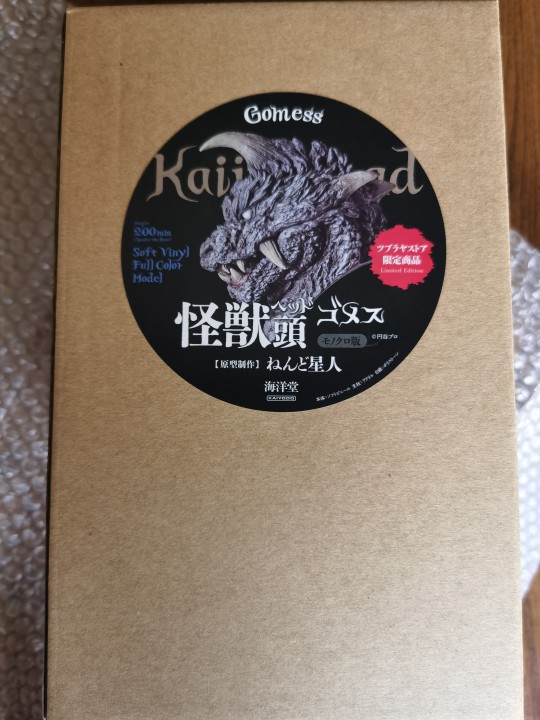 Gomess
Kaiju Head
Height:
200mm
Soft Vinyl
Full Color
Model
ツブラヤストア
限定商品
Limited Edition
ヘッド
怪獣頭 ゴメス
モノクロ版 ©円谷プロ
【原型制作】ねんど星人
海洋堂
KAIYODO